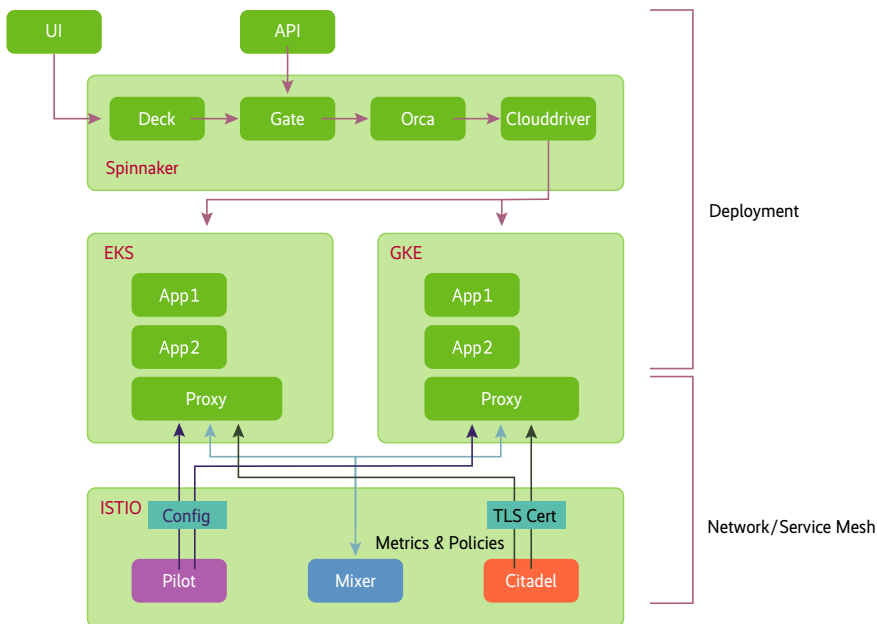 UI
API
Deck
Gate
Orca
Clouddriver
Spinnaker
Deployment
EKS
GKE
App1
App1
App2
App2
Proxy
Proxy
ISTIO
Config
TLS Cert
Network/Service Mesh
Metrics & Policies
Pilot
Mixer
Citadel